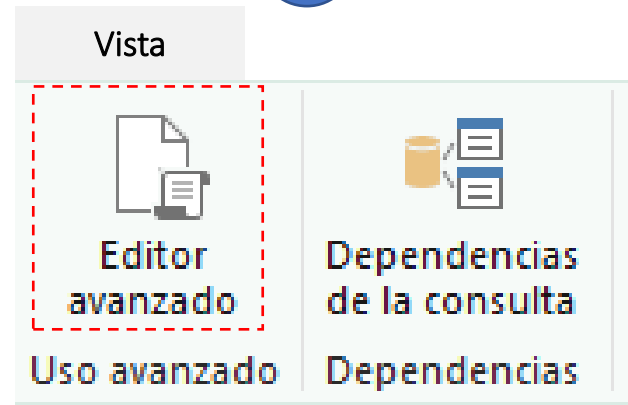 Vista
Editor
avanzado
Dependencias
de la consulta
Uso avanzado
Dependencias